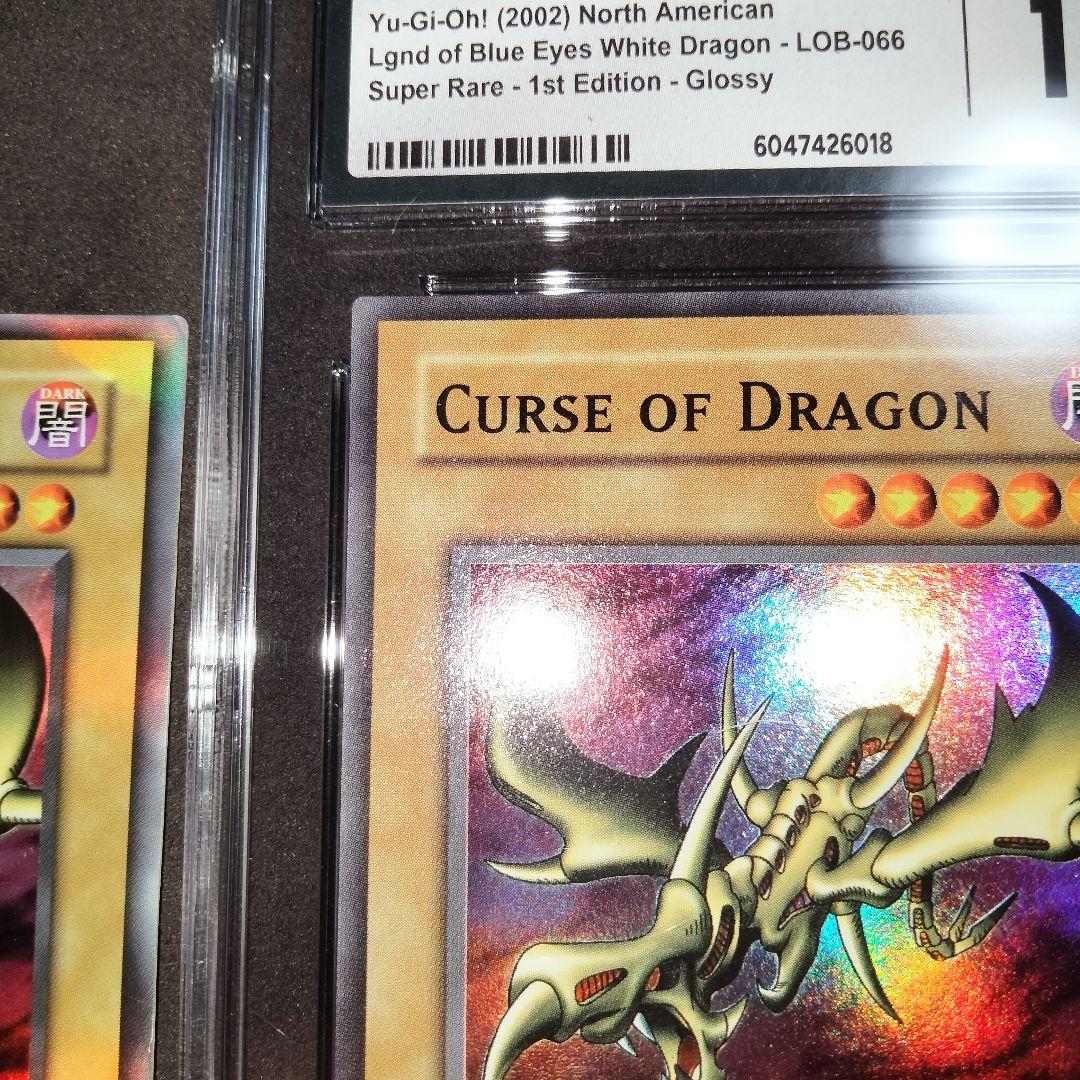 Yu-Gi-Oh! (2002) North American
Lgnd of Blue Eyes White Dragon - LOB-066
Super Rare - 1st Edition - Glossy
6047426018
DARK
闇
CURSE OF DRAGON